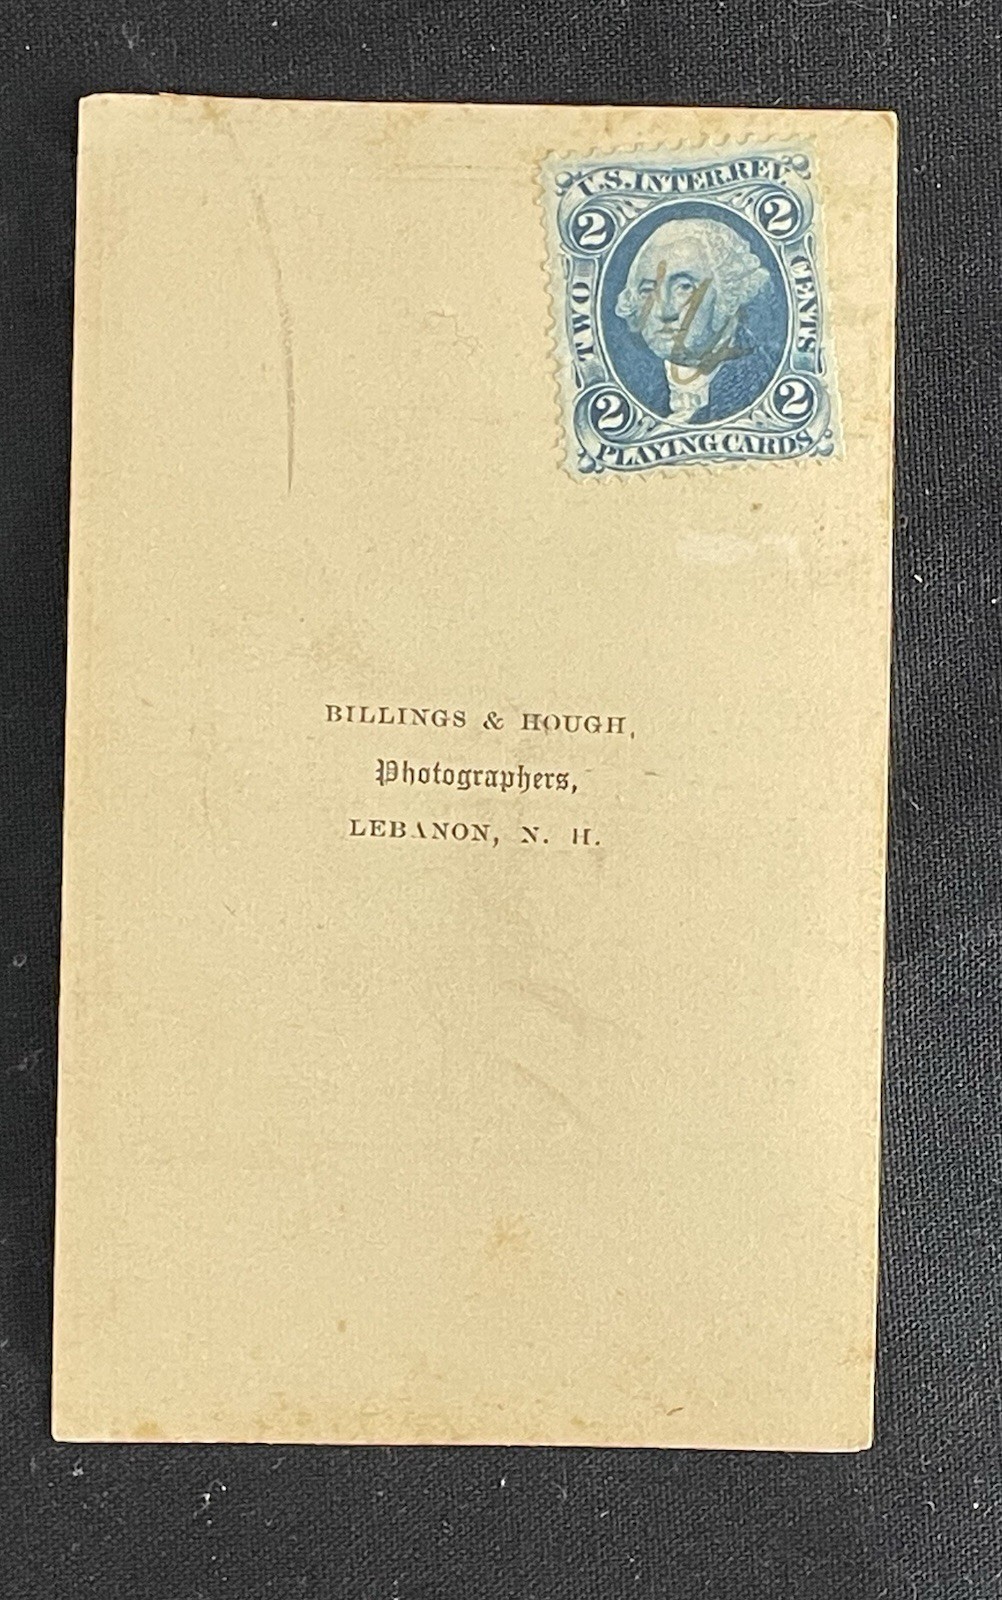 U.S. INTER. REV.
2 2
TWO CENTS
2 2
PLAYING CARDS
BILLINGS & HOUGH,
Photographers,
LEBANON, N. H.